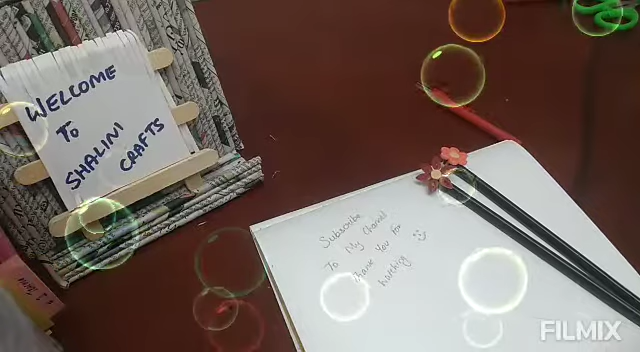 WELCOME
To
SHALINI
CRAFTS
Subscribe
To My Channel
Thank You For
watching
FILMIX